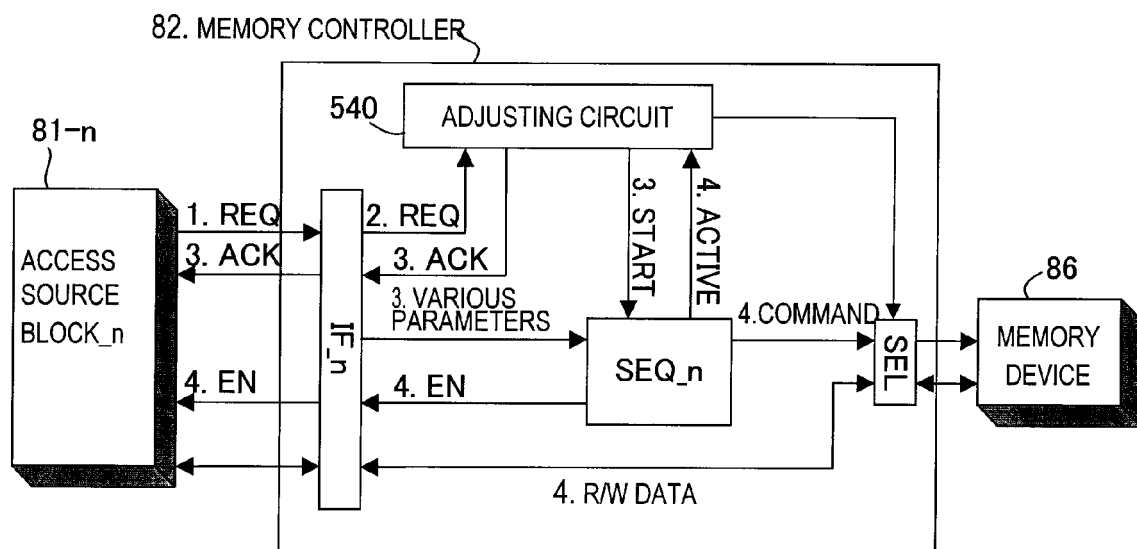 82. MEMORY CONTROLLER
540
ADJUSTING CIRCUIT
81-n
1. REQ
2. REQ
3. START
4. ACTIVE
ACCESS
SOURCE
BLOCK_n
3. ACK
3. ACK
3. VARIOUS
PARAMETERS
IF_n
SEQ_n
4.COMMAND
SEL
86
MEMORY
DEVICE
4. EN
4. EN
4. R/W DATA